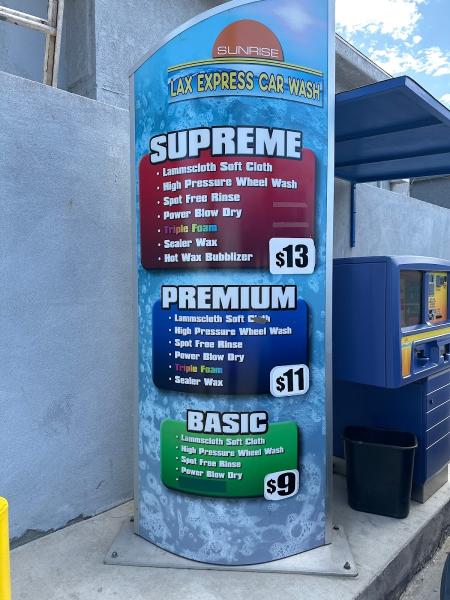 SUNRISE
LAX EXPRESS CAR WASH
SUPREME
• Lammscloth Soft Cloth
• High Pressure Wheel Wash
• Spot Free Rinse
• Power Blow Dry
• Triple Foam
• Sealer Wax
• Hot Wax Bubblizer
$13
PREMIUM
• Lammscloth Soft Cloth
• High Pressure Wheel Wash
• Spot Free Rinse
• Power Blow Dry
• Triple Foam
• Sealer Wax
$11
BASIC
• Lammscloth Soft Cloth
• High Pressure Wheel Wash
• Spot Free Rinse
• Power Blow Dry
$9